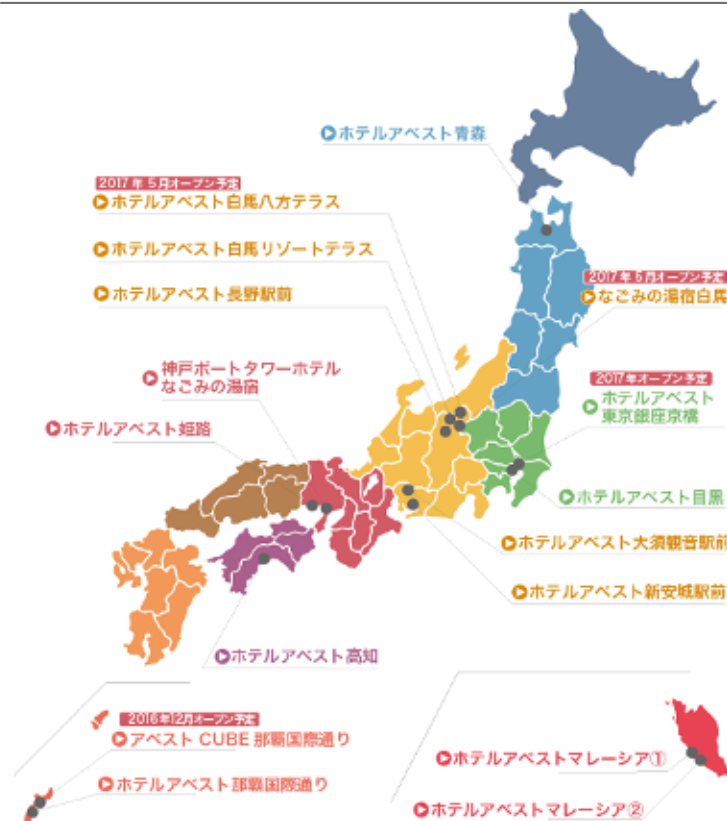 ホテルアベスト青森
2017年5月オープン予定
ホテルアベスト白馬八方テラス
ホテルアベスト白馬リゾートテラス
ホテルアベスト長野駅前
2017年5月オープン予定
なごみの湯宿白馬
神戸ポートタワーホテル
なごみの湯宿
2017年オープン予定
ホテルアベスト
東京銀座京橋
ホテルアベスト姫路
ホテルアベスト目黒
ホテルアベスト大須観音駅前
ホテルアベスト新安城駅前
ホテルアベスト高知
2016年12月オープン予定
アベスト CUBE 那覇国際通り
ホテルアベスト那覇国際通り
ホテルアベストマレーシア①
ホテルアベストマレーシア②